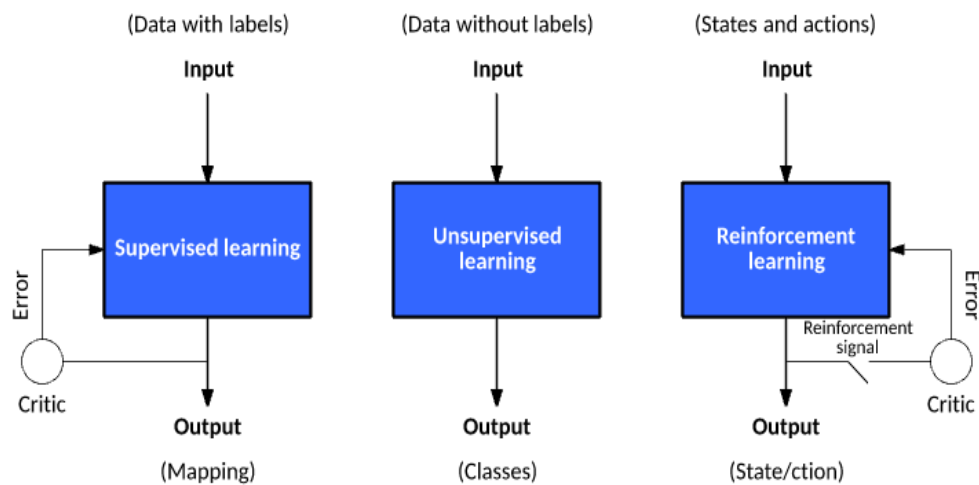 (Data with labels)
Input
Supervised learning
Error
Critic
Output
(Mapping)
(Data without labels)
Input
Unsupervised
learning
Output
(Classes)
(States and actions)
Input
Reinforcement
learning
Reinforcement
signal
Error
Critic
Output
(State/ction)